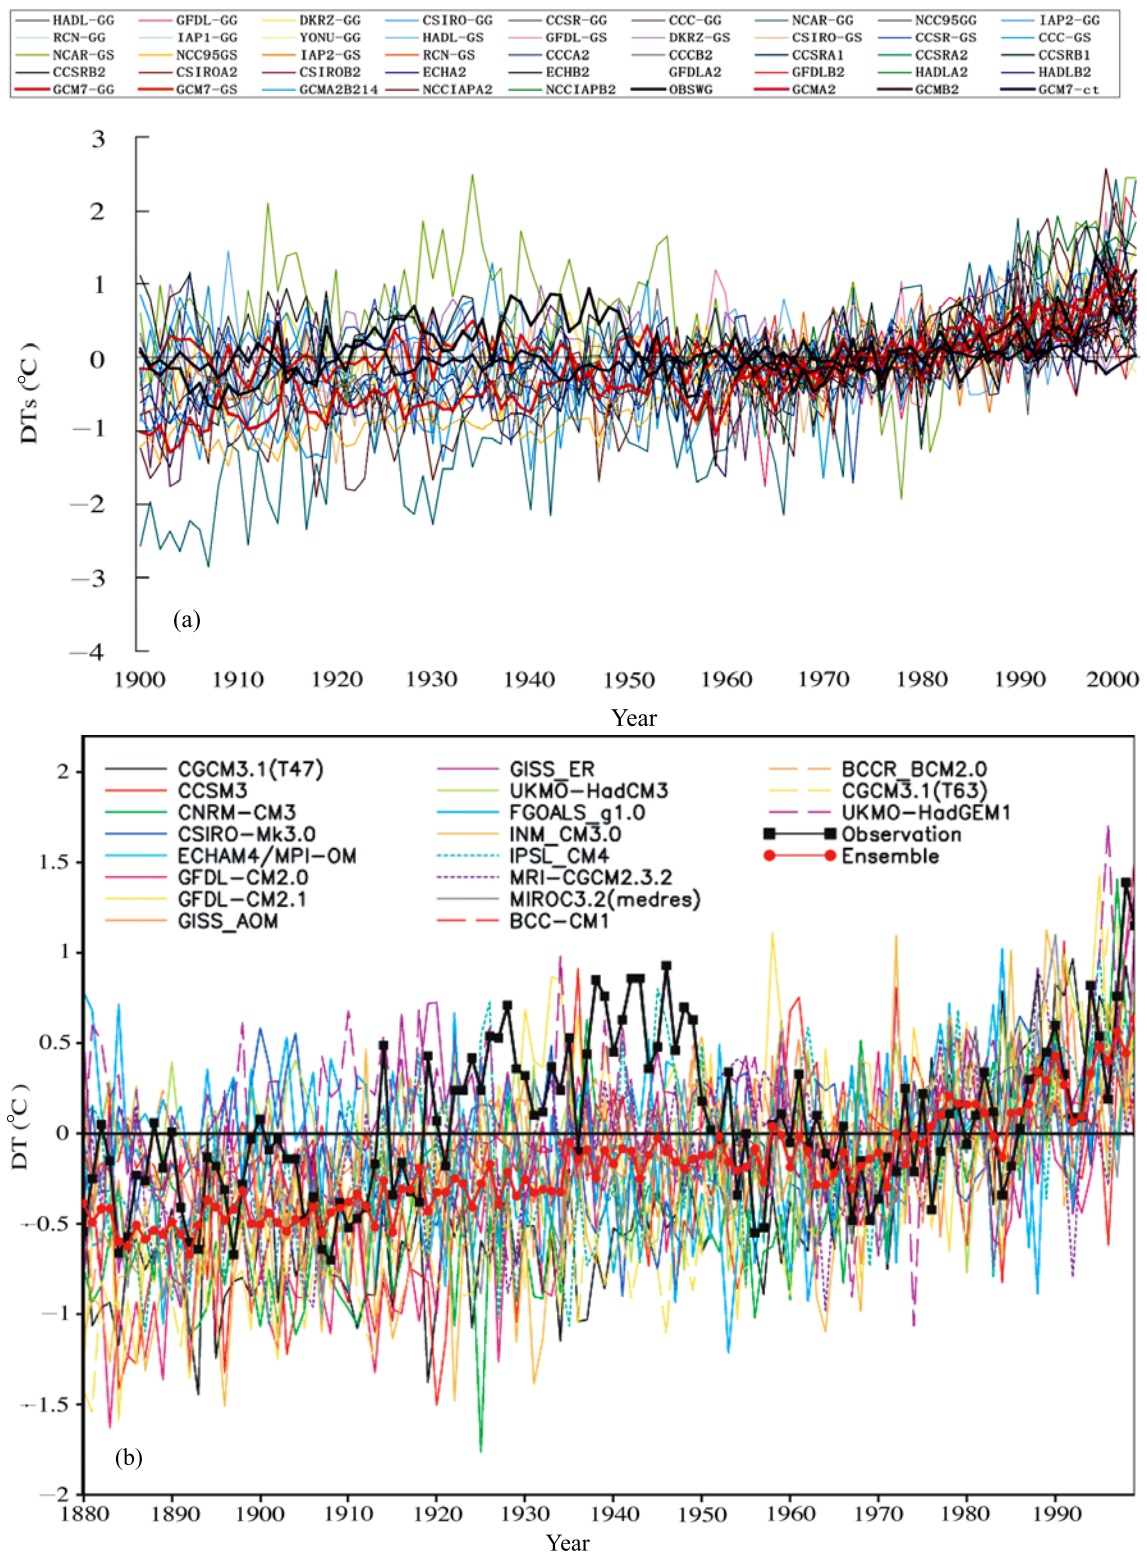 HADL-GG GFDL-GG DKRZ-GG CSIRO-GG CCSR-GG CCC-GG NCAR-GG NCC95GG IAP2-GG
RCN-GG IAP1-GG YONU-GG HADL-GS GFDL-GS DKRZ-GS CSIRO-GS CCSR-GS CCC-GS
NCAR-GS NCC95GS IAP2-GS RCN-GS CCCA2 CCCB2 CCSRA1 CCSRA2 CCSRB1
CCSRB2 CSIROA2 CSIROB2 ECHA2 ECHB2 GFDLA2 GFDLB2 HADLA2 HADLB2
GCM7-GG GCM7-GS GCMA2B214 NCCIAPA2 NCCIAPB2 OBSWG GCMA2 GCMB2 GCM7-ct
3
2
1
0
−1
−2
−3
−4
DTs (°C)
(a)
1900 1910 1920 1930 1940 1950 1960 1970 1980 1990 2000
Year
CGCM3.1(T47) GISS_ER BCCR_BCM2.0
CCSM3 UKMO-HadCM3 CGCM3.1(T63)
CNRM-CM3 FGOALS_g1.0 UKMO-HadGEM1
CSIRO-Mk3.0 INM_CM3.0 Observation
ECHAM4/MPI-OM IPSL_CM4 Ensemble
GFDL-CM2.0 MRI-CGCM2.3.2
GFDL-CM2.1 MIROC3.2(medres)
GISS_AOM BCC-CM1
2
1.5
1
0.5
0
-0.5
-1
-1.5
-2
DT (°C)
(b)
1880 1890 1900 1910 1920 1930 1940 1950 1960 1970 1980 1990
Year